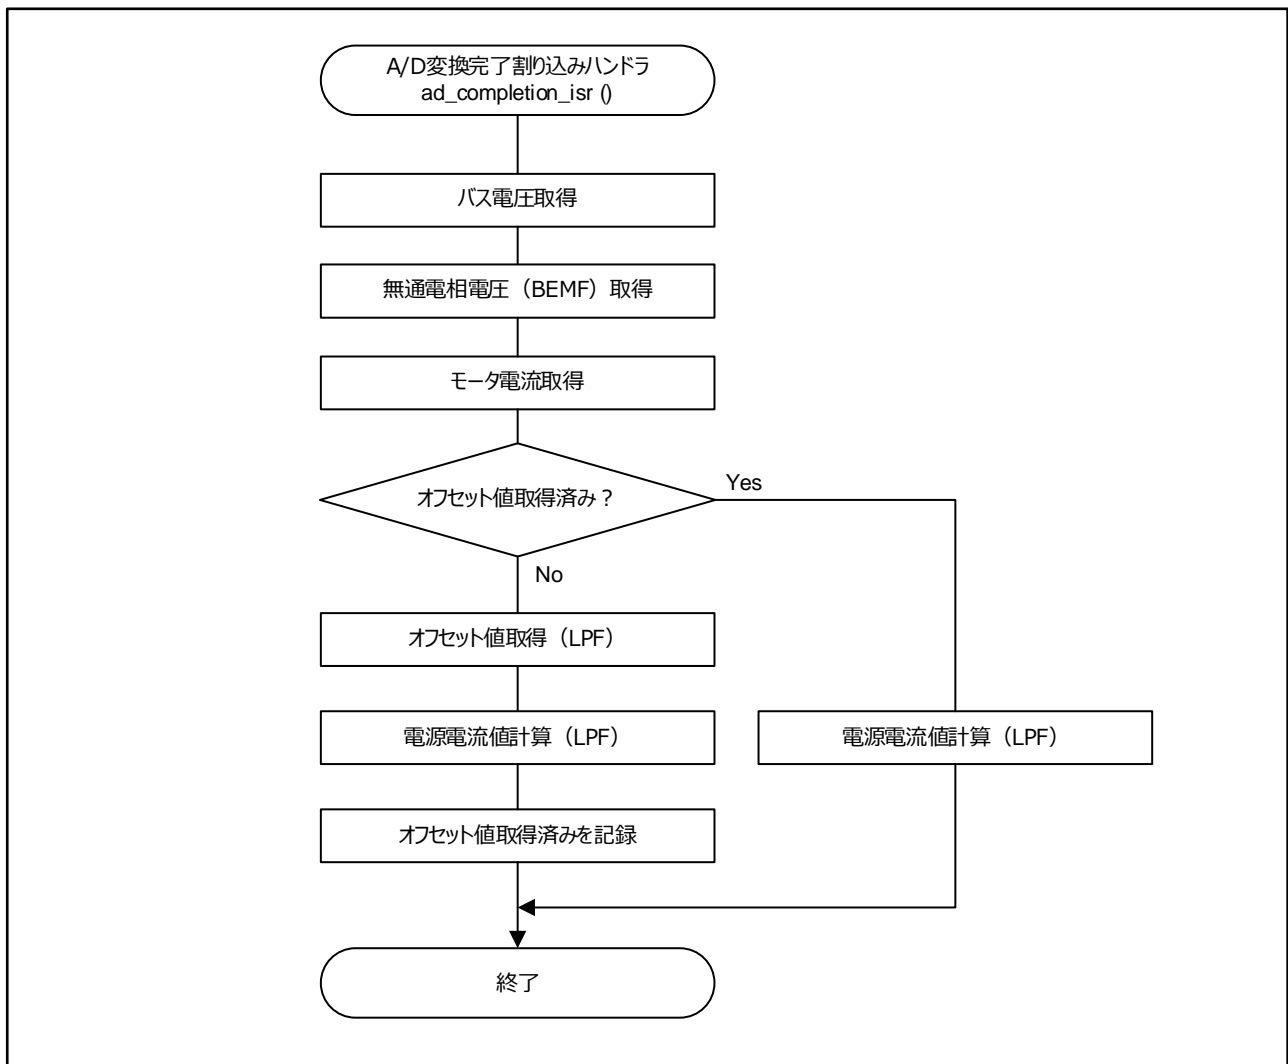 A/D変換完了割り込みハンドラ
ad_completion_isr ()
バス電圧取得
無通電相電圧（BEMF）取得
モータ電流取得
オフセット値取得済み？
Yes
No
オフセット値取得（LPF）
電源電流値計算（LPF）
電源電流値計算（LPF）
オフセット値取得済みを記録
終了